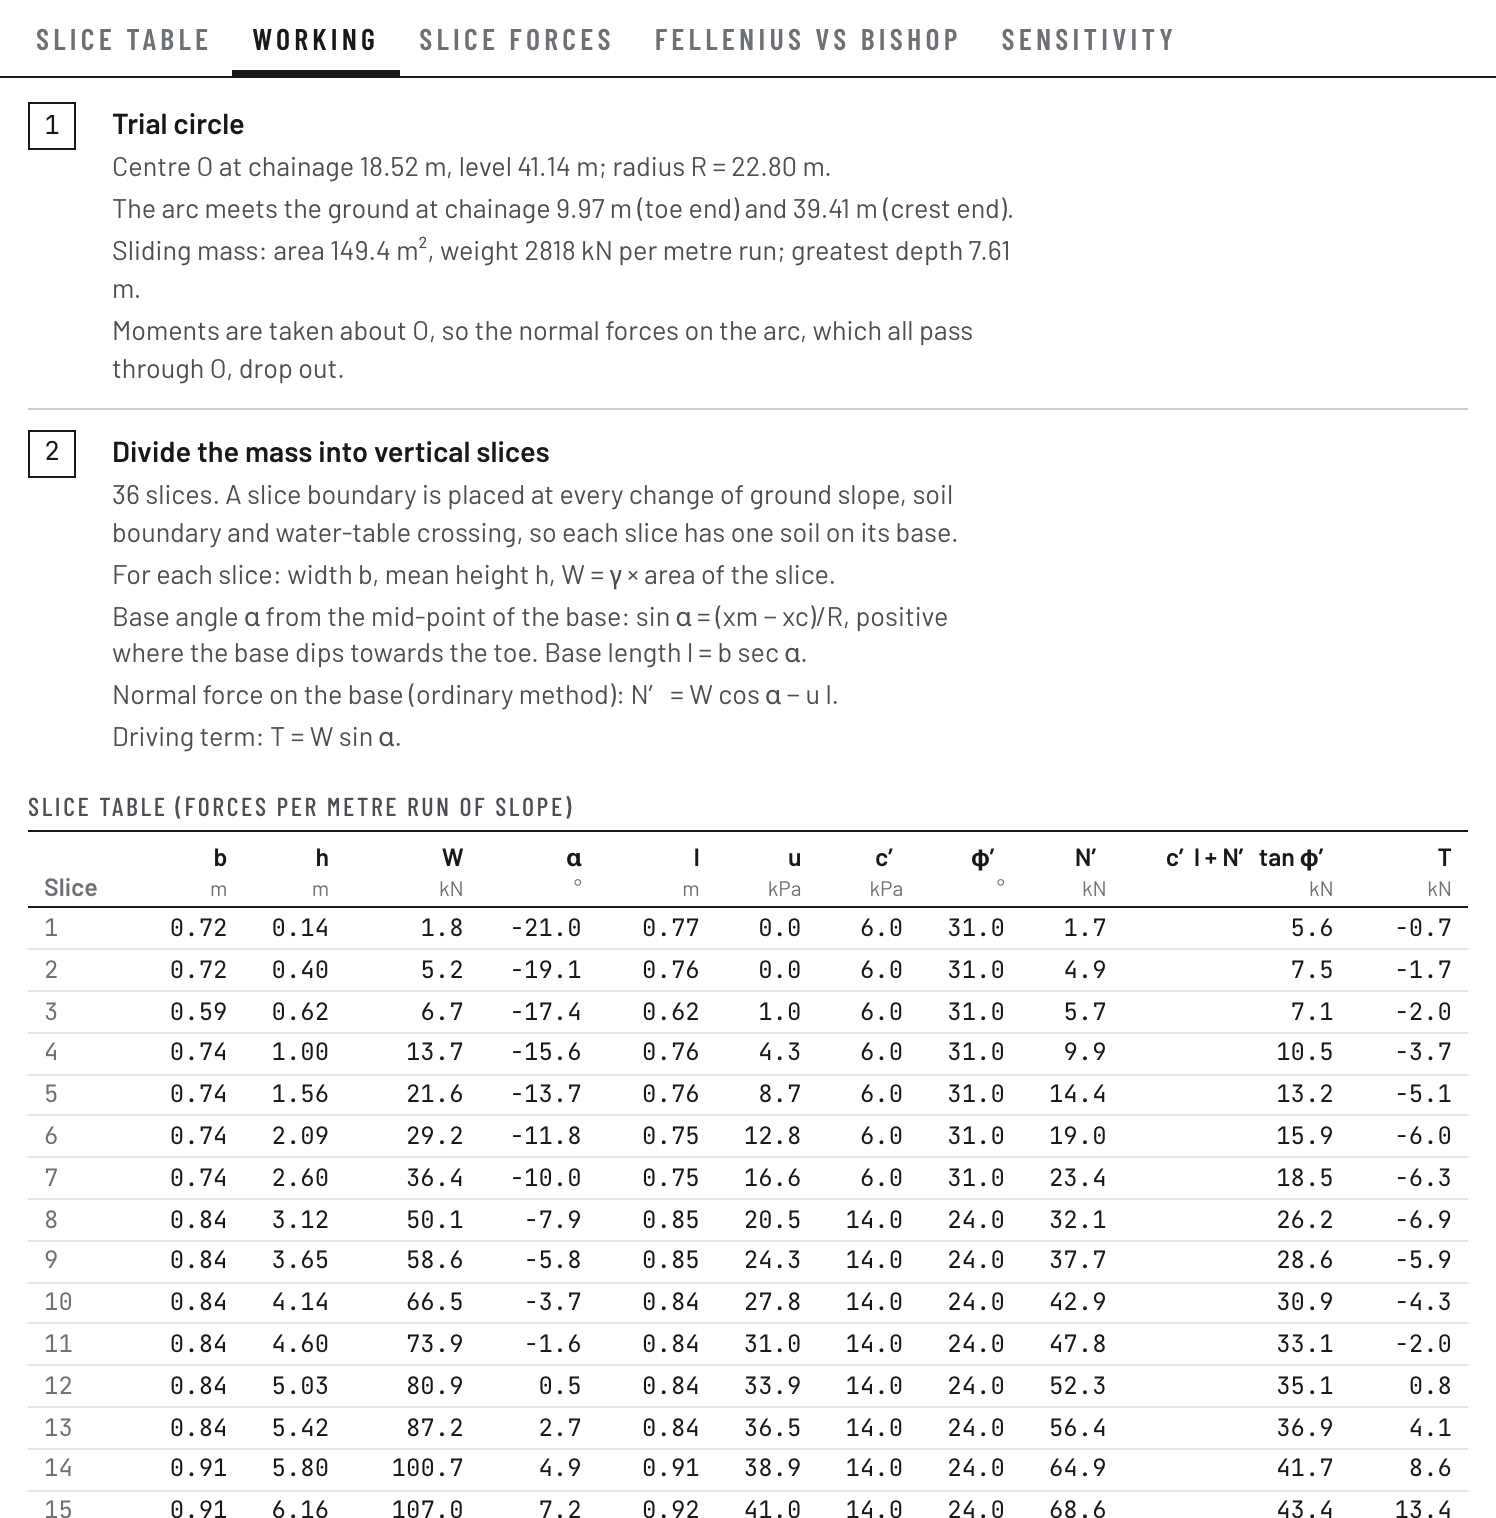 SLICE TABLE WORKING SLICE FORCES FELLENIUS VS BISHOP SENSITIVITY
1 Trial circle
Centre O at chainage 18.52 m, level 41.14 m; radius R = 22.80 m.
The arc meets the ground at chainage 9.97 m (toe end) and 39.41 m (crest end).
Sliding mass: area 149.4 m², weight 2818 kN per metre run; greatest depth 7.61
m.
Moments are taken about O, so the normal forces on the arc, which all pass
through O, drop out.
2 Divide the mass into vertical slices
36 slices. A slice boundary is placed at every change of ground slope, soil
boundary and water-table crossing, so each slice has one soil on its base.
For each slice: width b, mean height h, W = γ × area of the slice.
Base angle α from the mid-point of the base: sin α = (xm − xc)/R, positive
where the base dips towards the toe. Base length l = b sec α.
Normal force on the base (ordinary method): N′ = W cos α − u l.
Driving term: T = W sin α.
SLICE TABLE (FORCES PER METRE RUN OF SLOPE)
b h W α l u c′ ϕ′ N′ c′ l + N′ tan ϕ′ T
Slice m m kN ° m kPa kPa ° kN kN kN
1 0.72 0.14 1.8 -21.0 0.77 0.0 6.0 31.0 1.7 5.6 -0.7
2 0.72 0.40 5.2 -19.1 0.76 0.0 6.0 31.0 4.9 7.5 -1.7
3 0.59 0.62 6.7 -17.4 0.62 1.0 6.0 31.0 5.7 7.1 -2.0
4 0.74 1.00 13.7 -15.6 0.76 4.3 6.0 31.0 9.9 10.5 -3.7
5 0.74 1.56 21.6 -13.7 0.76 8.7 6.0 31.0 14.4 13.2 -5.1
6 0.74 2.09 29.2 -11.8 0.75 12.8 6.0 31.0 19.0 15.9 -6.0
7 0.74 2.60 36.4 -10.0 0.75 16.6 6.0 31.0 23.4 18.5 -6.3
8 0.84 3.12 50.1 -7.9 0.85 20.5 14.0 24.0 32.1 26.2 -6.9
9 0.84 3.65 58.6 -5.8 0.85 24.3 14.0 24.0 37.7 28.6 -5.9
10 0.84 4.14 66.5 -3.7 0.84 27.8 14.0 24.0 42.9 30.9 -4.3
11 0.84 4.60 73.9 -1.6 0.84 31.0 14.0 24.0 47.8 33.1 -2.0
12 0.84 5.03 80.9 0.5 0.84 33.9 14.0 24.0 52.3 35.1 0.8
13 0.84 5.42 87.2 2.7 0.84 36.5 14.0 24.0 56.4 36.9 4.1
14 0.91 5.80 100.7 4.9 0.91 38.9 14.0 24.0 64.9 41.7 8.6
15 0.91 6.16 107.0 7.2 0.92 41.0 14.0 24.0 68.6 43.4 13.4